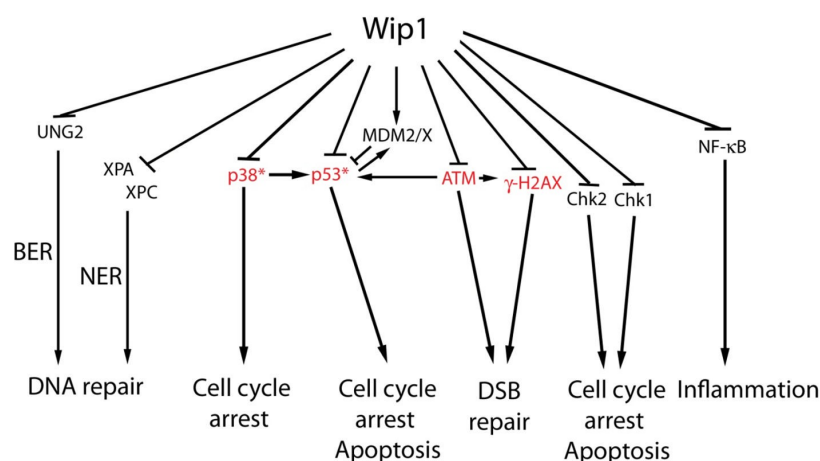 Wip1
UNG2
MDM2/X
NF-κB
XPA
XPC
p38*
p53*
ATM
γ-H2AX
Chk2
Chk1
BER
NER
DNA repair
Cell cycle
arrest
Cell cycle
arrest
Apoptosis
DSB
repair
Cell cycle
arrest
Apoptosis
Inflammation